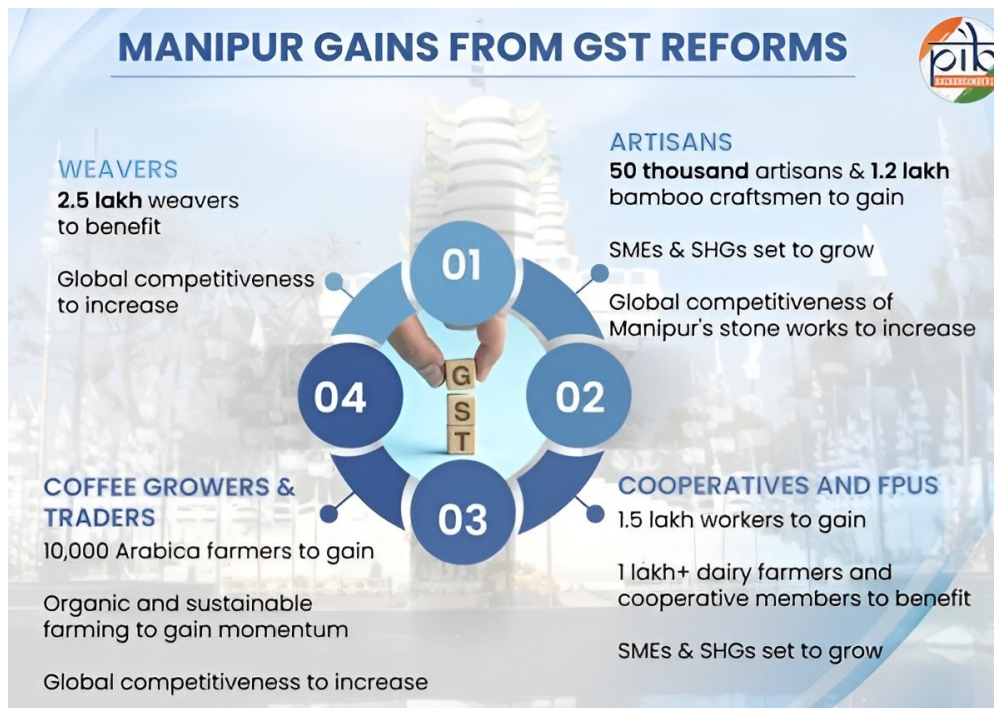 MANIPUR GAINS FROM GST REFORMS
pib
WEAVERS
2.5 lakh weavers
to benefit
Global competitiveness
to increase
ARTISANS
50 thousand artisans & 1.2 lakh
bamboo craftsmen to gain
SMEs & SHGs set to grow
Global competitiveness of
Manipur's stone works to increase
01
02
03
04
G
S
T
COFFEE GROWERS &
TRADERS
10,000 Arabica farmers to gain
Organic and sustainable
farming to gain momentum
Global competitiveness to increase
COOPERATIVES AND FPUS
1.5 lakh workers to gain
1 lakh+ dairy farmers and
cooperative members to benefit
SMEs & SHGs set to grow